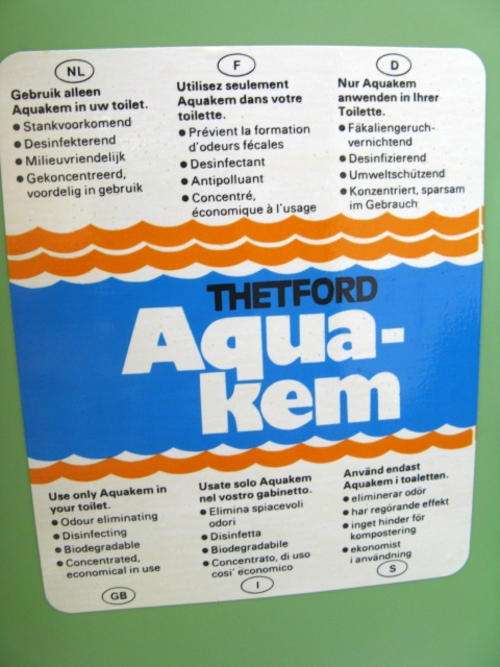 NL
Gebruik alleen
Aquakem in uw toilet.
• Stankvoorkomend
• Desinfekterend
• Milieuvriendelijk
• Gekoncentreerd,
voordelig in gebruik
F
Utilisez seulement
Aquakem dans votre
toilette.
• Prévient la formation
d'odeurs fécales
• Desinfectant
• Antipolluant
• Concentré,
économique à l'usage
D
Nur Aquakem
anwenden in Ihrer
Toilette.
• Fäkaliengeruch-
vernichtend
• Desinfizierend
• Umweltschützend
• Konzentriert, sparsam
im Gebrauch
THETFORD
Aqua-
kem
Use only Aquakem in
your toilet.
• Odour eliminating
• Disinfecting
• Biodegradable
• Concentrated,
economical in use
GB
Usate solo Aquakem
nel vostro gabinetto.
• Elimina spiacevoli
odori
• Disinfetta
• Biodegradabile
• Concentrato, di uso
cosi' economico
I
Använd endast
Aquakem i toaletten.
• eliminerar odör
• har regörande effekt
• inget hinder för
kompostering
• ekonomist
i användning
S